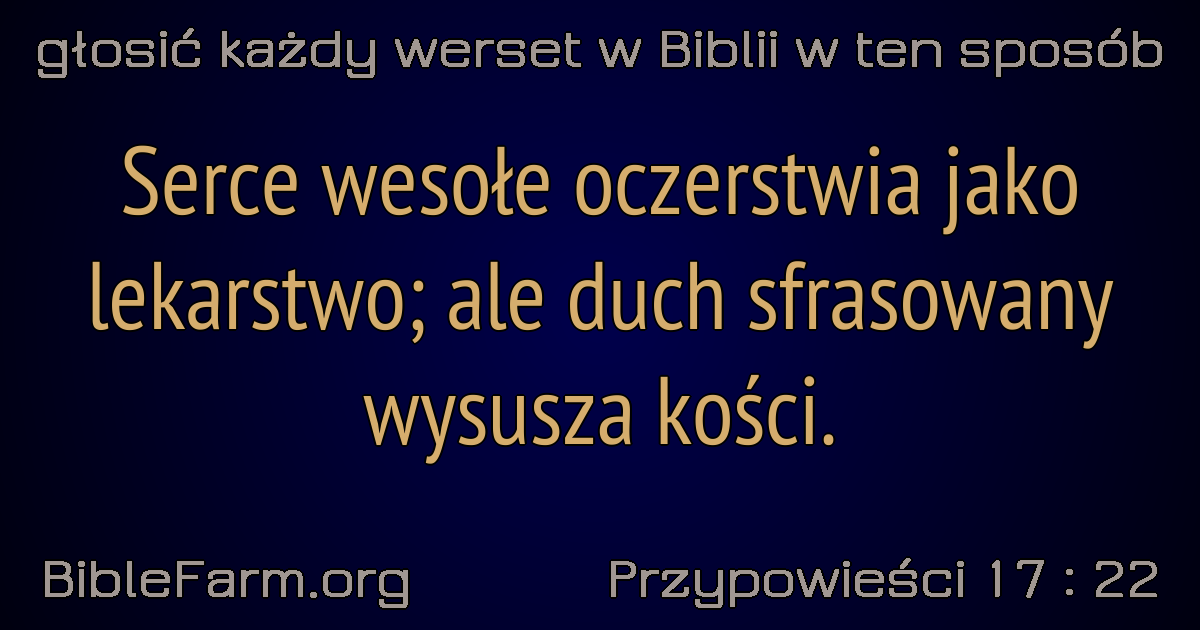 głosić każdy werset w Biblii w ten sposób
Serce wesołe oczerstwia jako
lekarstwo; ale duch sfrasowany
wysusza kości.
BibleFarm.org
Przypowieści 17 : 22